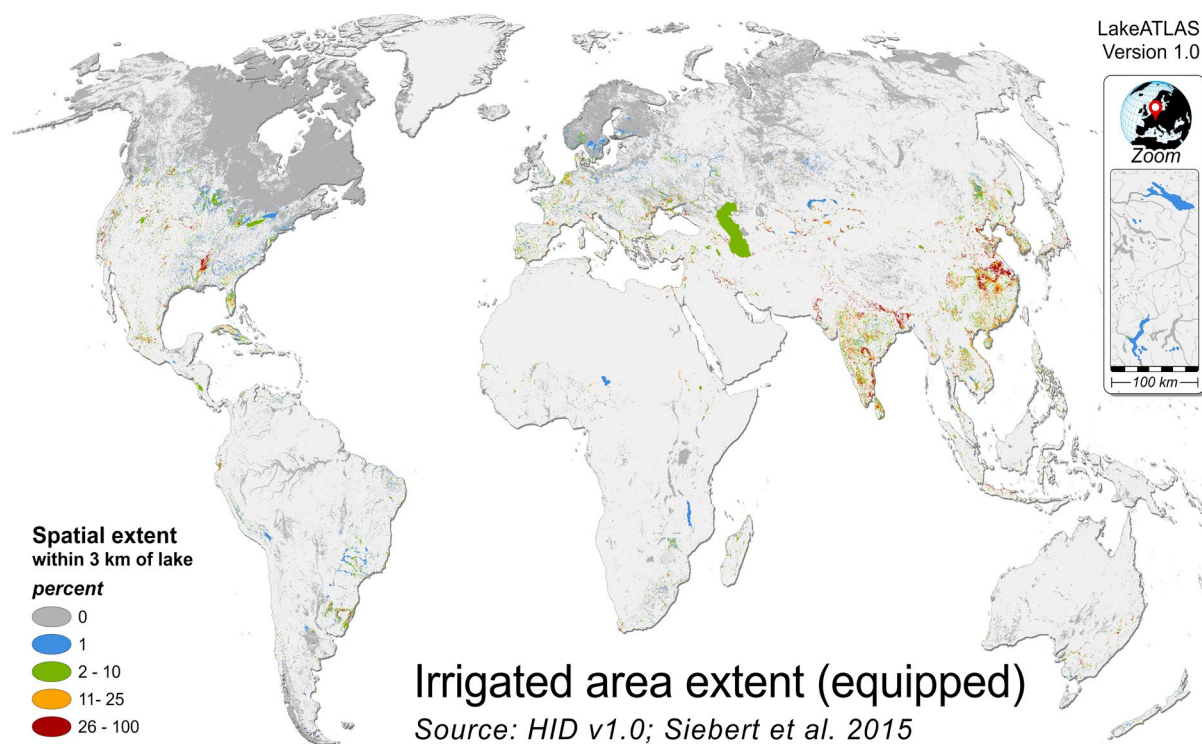 LakeATLAS
Version 1.0
Zoom
100 km
Spatial extent
within 3 km of lake
percent
0
1
2 - 10
11- 25
26 - 100
Irrigated area extent (equipped)
Source: HID v1.0; Siebert et al. 2015